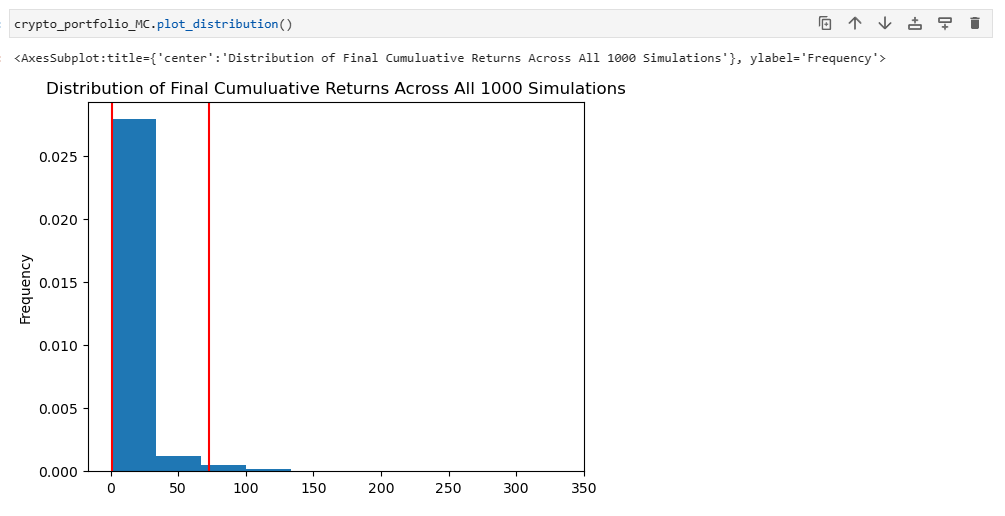 crypto_portfolio_MC.plot_distribution()
<AxesSubplot:title={'center':'Distribution of Final Cumuluative Returns Across All 1000 Simulations'}, ylabel='Frequency'>
Distribution of Final Cumuluative Returns Across All 1000 Simulations
Frequency
0.025
0.020
0.015
0.010
0.005
0.000
0 50 100 150 200 250 300 350